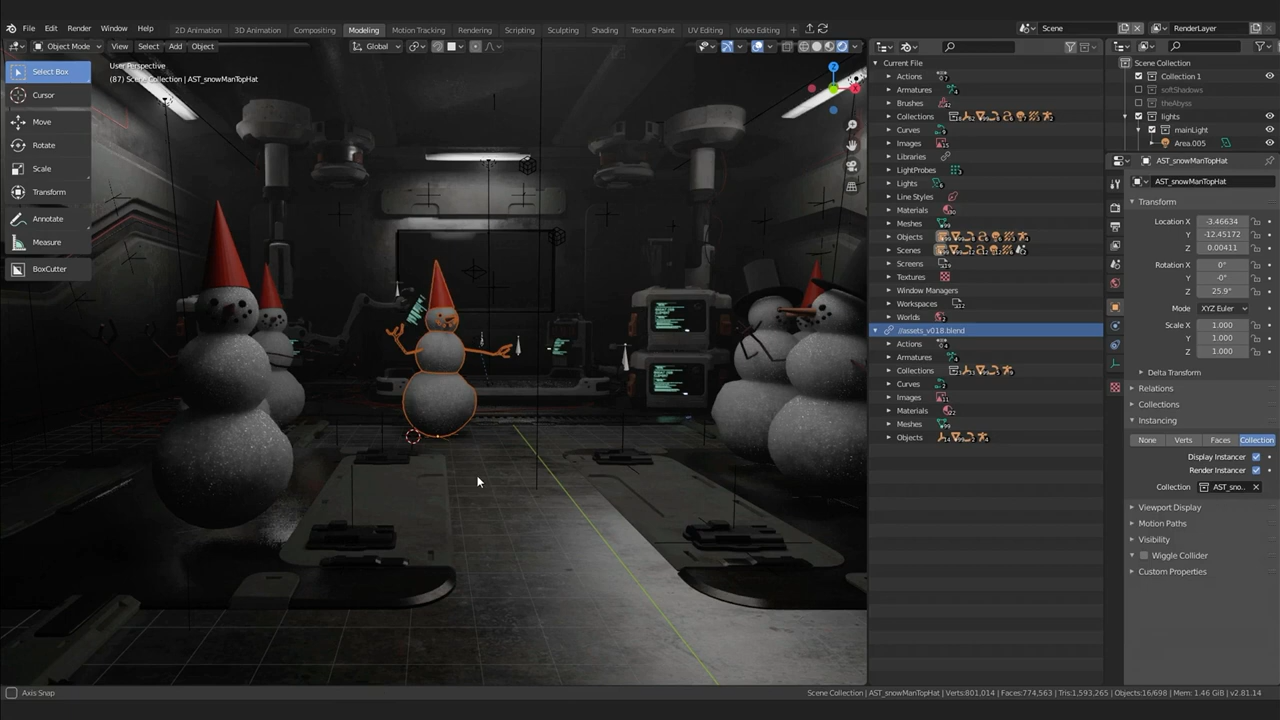 File Edit Render Window Help 2D Animation 3D Animation Compositing Modeling Motion Tracking Rendering Scripting Sculpting Shading Texture Paint UV Editing Video Editing + Scene RenderLayer
Object Mode View Select Add Object Global
User Perspective
(87) Scene Collection | AST_snowManTopHat
Select Box
Cursor
Move
Rotate
Scale
Transform
Annotate
Measure
BoxCutter
Z
X
Current File
Actions
Armatures
Brushes
Collections
Curves
Images
Libraries
LightProbes
Lights
Line Styles
Materials
Meshes
Objects
Scenes
Screens
Textures
Window Managers
Workspaces
Worlds
//assets_v018.blend
Actions
Armatures
Collections
Curves
Images
Materials
Meshes
Objects
Scene Collection
Collection 1
softShadows
theAbyss
lights
mainLight
Area.005
AST_snowManTopHat
AST_snowManTopHat
Transform
Location X -3.46634
Y -12.45172
Z 0.00411
Rotation X 0°
Y -0°
Z 25.9°
Mode XYZ Euler
Scale X 1.000
Y 1.000
Z 1.000
Delta Transform
Relations
Collections
Instancing
None Verts Faces Collection
Display Instancer
Render Instancer
Collection AST_sno..
Viewport Display
Motion Paths
Visibility
Wiggle Collider
Custom Properties
Axis Snap
Scene Collection | AST_snowManTopHat | Verts:801,014 | Faces:774,563 | Tris:1,593,265 | Objects:16/698 | Mem: 1.46 GiB | v2.81.14